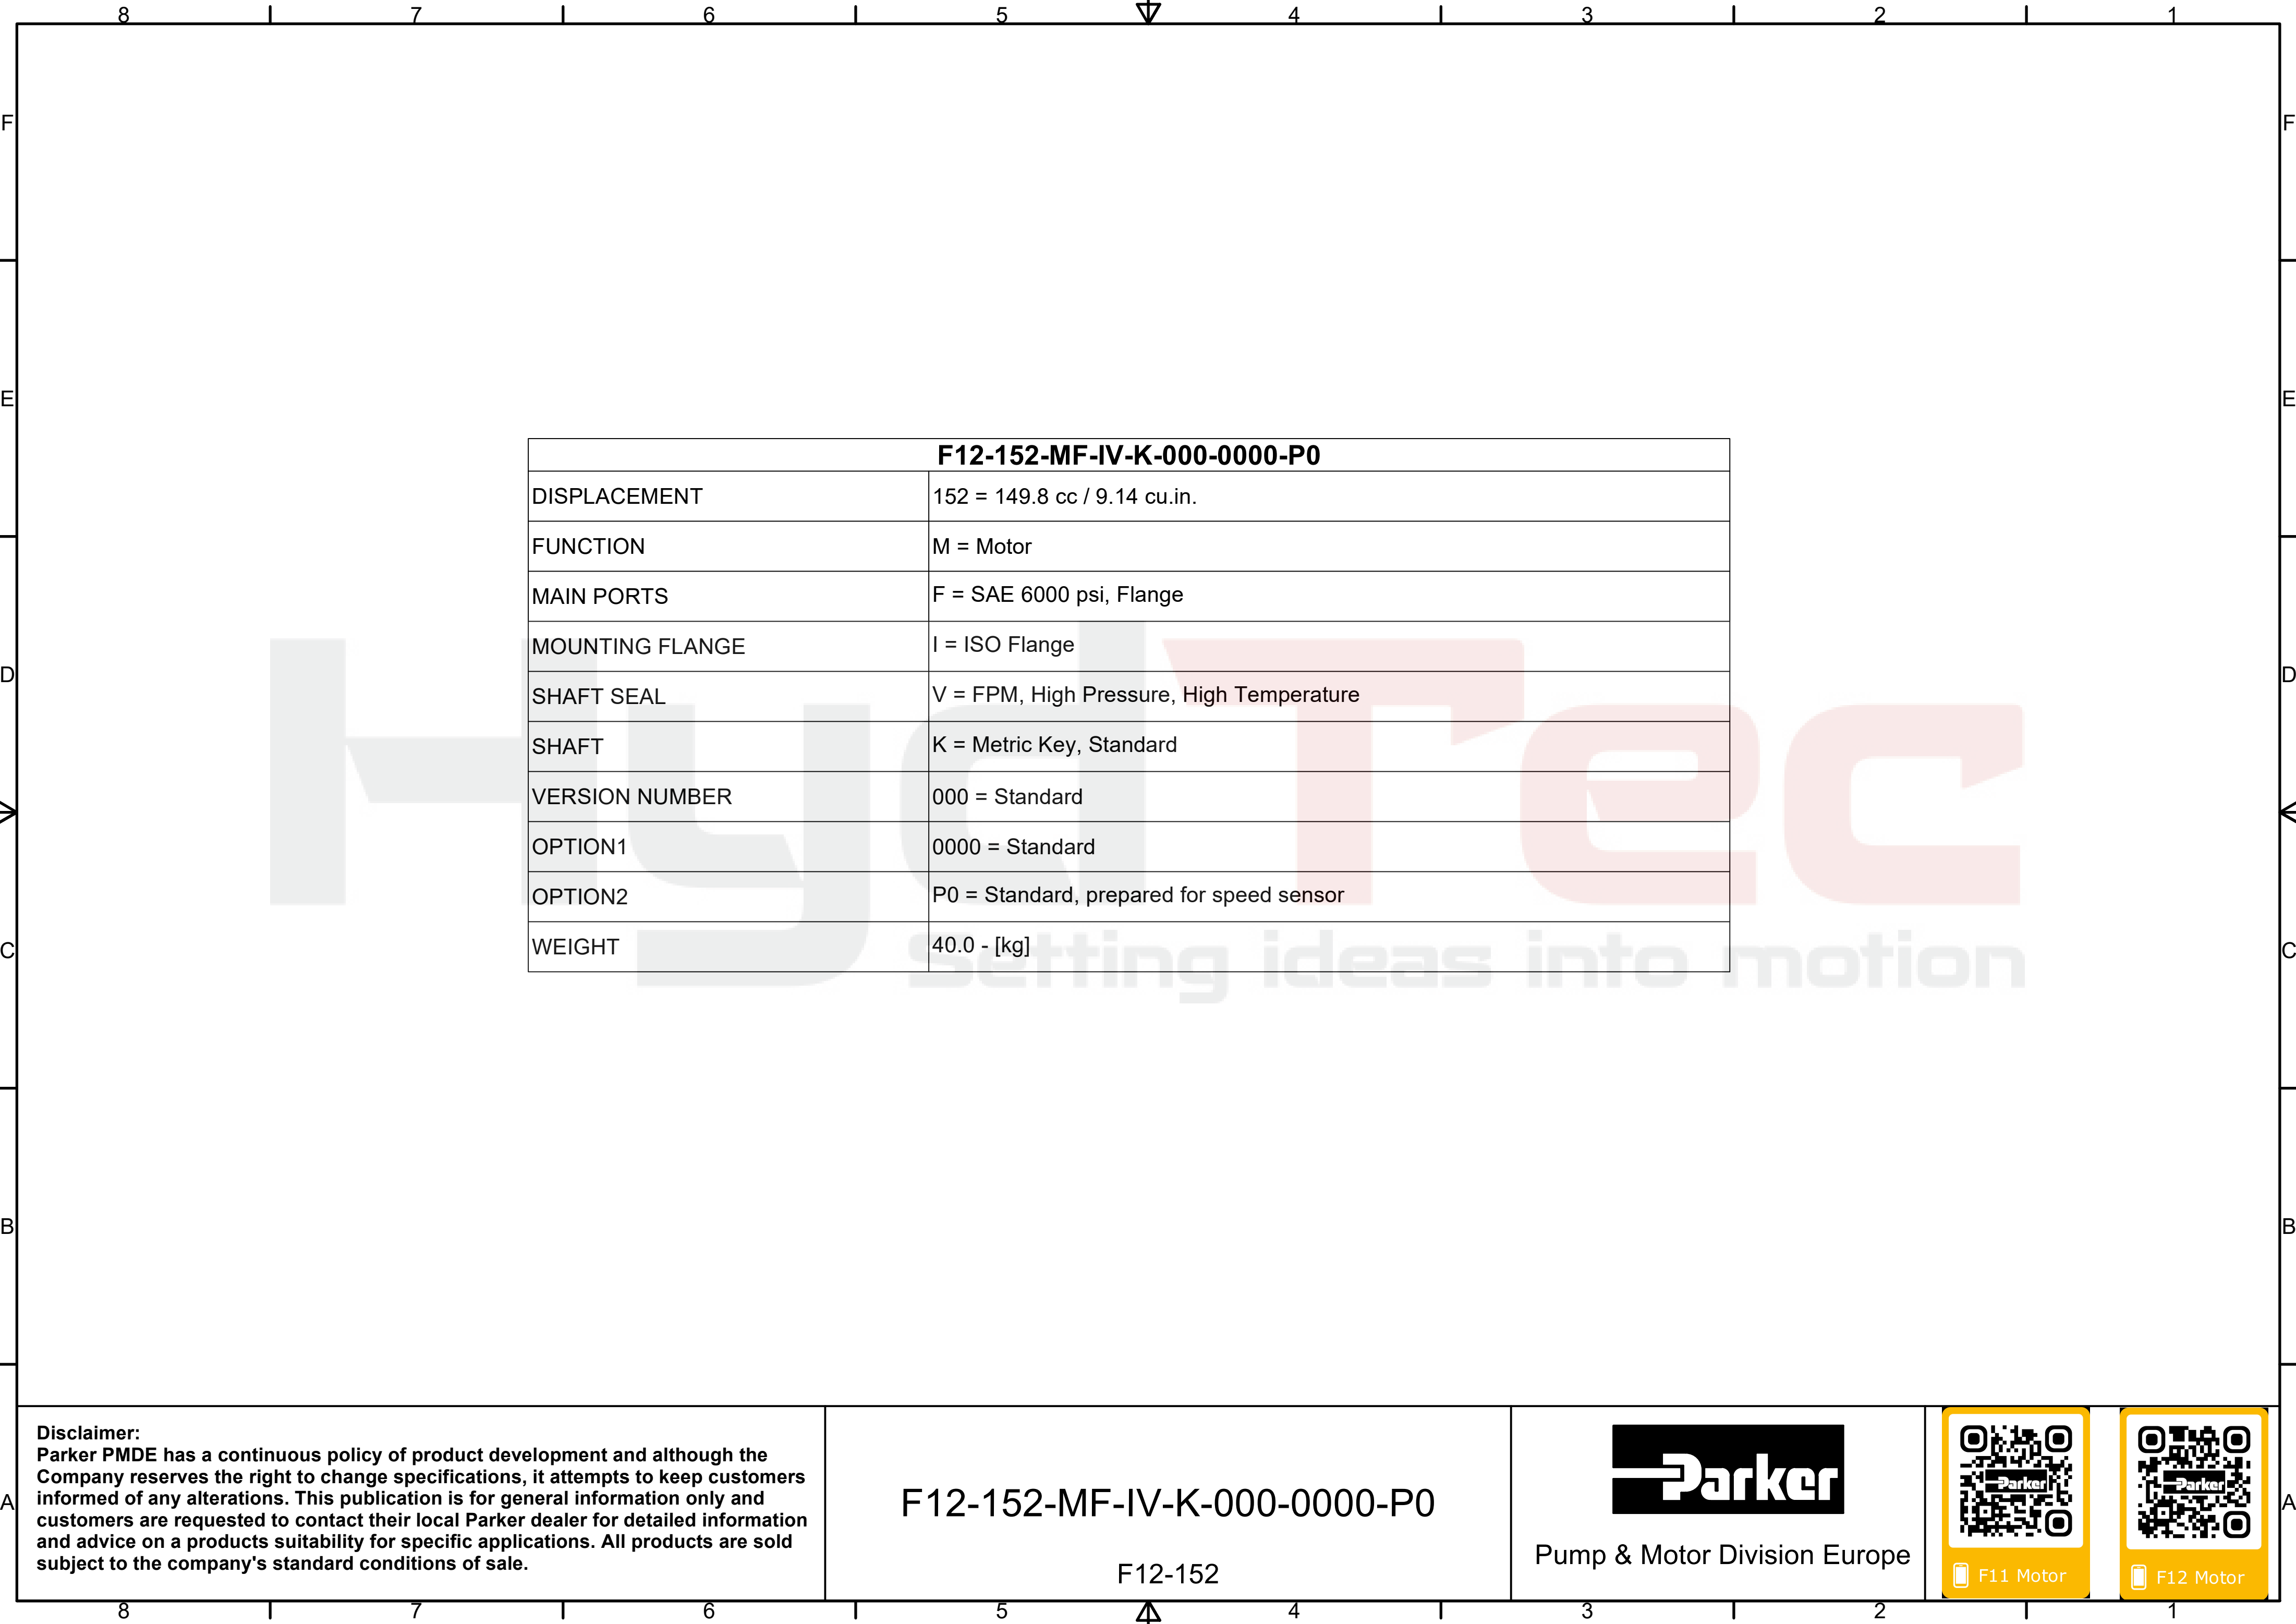 8 7 6 5 4 3 2 1
F F
E E
D D
C C
B B
A A
F12-152-MF-IV-K-000-0000-P0
DISPLACEMENT 152 = 149.8 cc / 9.14 cu.in.
FUNCTION M = Motor
MAIN PORTS F = SAE 6000 psi, Flange
MOUNTING FLANGE I = ISO Flange
SHAFT SEAL V = FPM, High Pressure, High Temperature
SHAFT K = Metric Key, Standard
VERSION NUMBER 000 = Standard
OPTION1 0000 = Standard
OPTION2 P0 = Standard, prepared for speed sensor
WEIGHT 40.0 - [kg]
HydTec
Setting ideas into motion
Disclaimer:
Parker PMDE has a continuous policy of product development and although the
Company reserves the right to change specifications, it attempts to keep customers
informed of any alterations. This publication is for general information only and
customers are requested to contact their local Parker dealer for detailed information
and advice on a products suitability for specific applications. All products are sold
subject to the company's standard conditions of sale.
F12-152-MF-IV-K-000-0000-P0
F12-152
Parker
Pump & Motor Division Europe
Parker
F11 Motor
Parker
F12 Motor
8 7 6 5 4 3 2 1